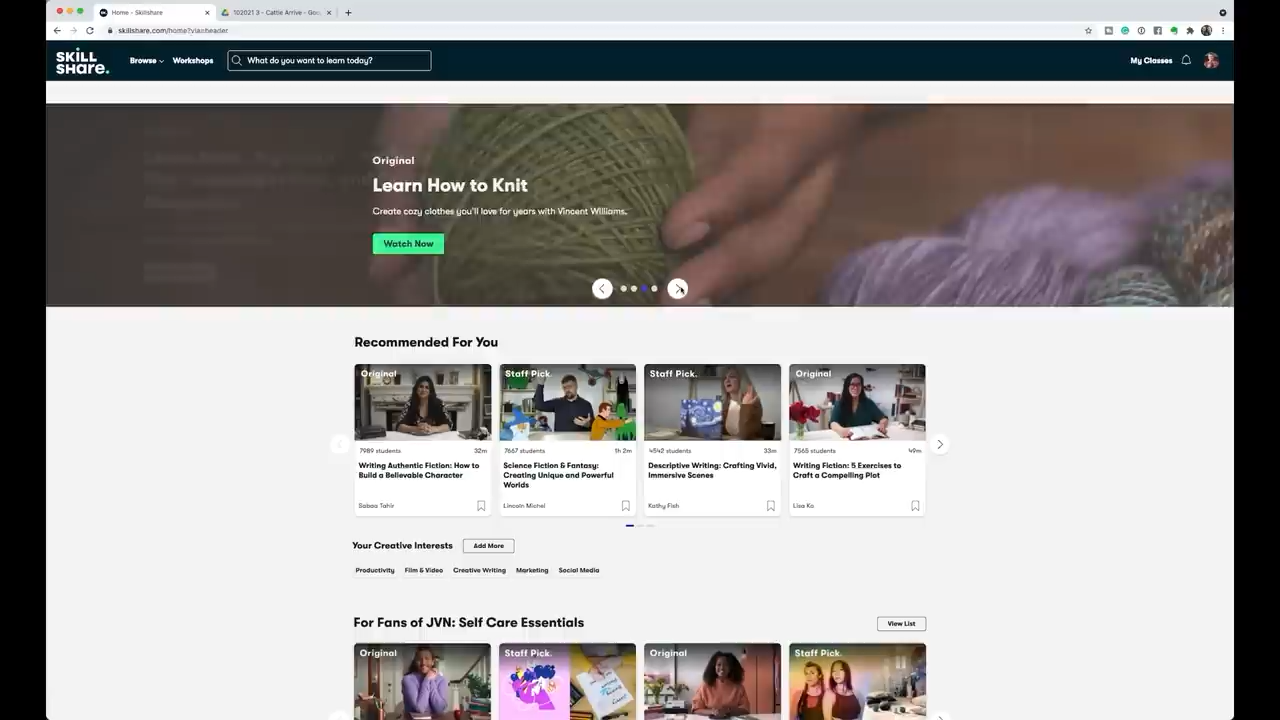 Home - Skillshare
102021 3 - Cattle Arrive - Goo
skillshare.com/home?via=header
SKILL
SHARE.
Browse
Workshops
What do you want to learn today?
My Classes
Original
Learn How to Knit
Create cozy clothes you'll love for years with Vincent Williams.
Watch Now
Recommended For You
Original
Staff Pick.
Staff Pick.
Original
7989 students 32m
7667 students 1h 2m
4542 students 33m
7565 students 49m
Writing Authentic Fiction: How to
Build a Believable Character
Science Fiction & Fantasy:
Creating Unique and Powerful
Worlds
Descriptive Writing: Crafting Vivid,
Immersive Scenes
Writing Fiction: 5 Exercises to
Craft a Compelling Plot
Sabaa Tahir
Lincoln Michel
Kathy Fish
Lisa Ko
Your Creative Interests
Add More
Productivity Film & Video Creative Writing Marketing Social Media
For Fans of JVN: Self Care Essentials
View List
Original
Staff Pick.
Original
Staff Pick.